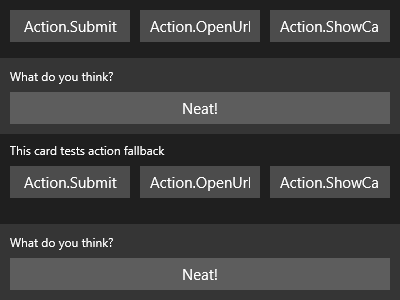 Action.Submit Action.OpenUrl Action.ShowCa
What do you think?
Neat!
This card tests action fallback
Action.Submit Action.OpenUrl Action.ShowCa
What do you think?
Neat!